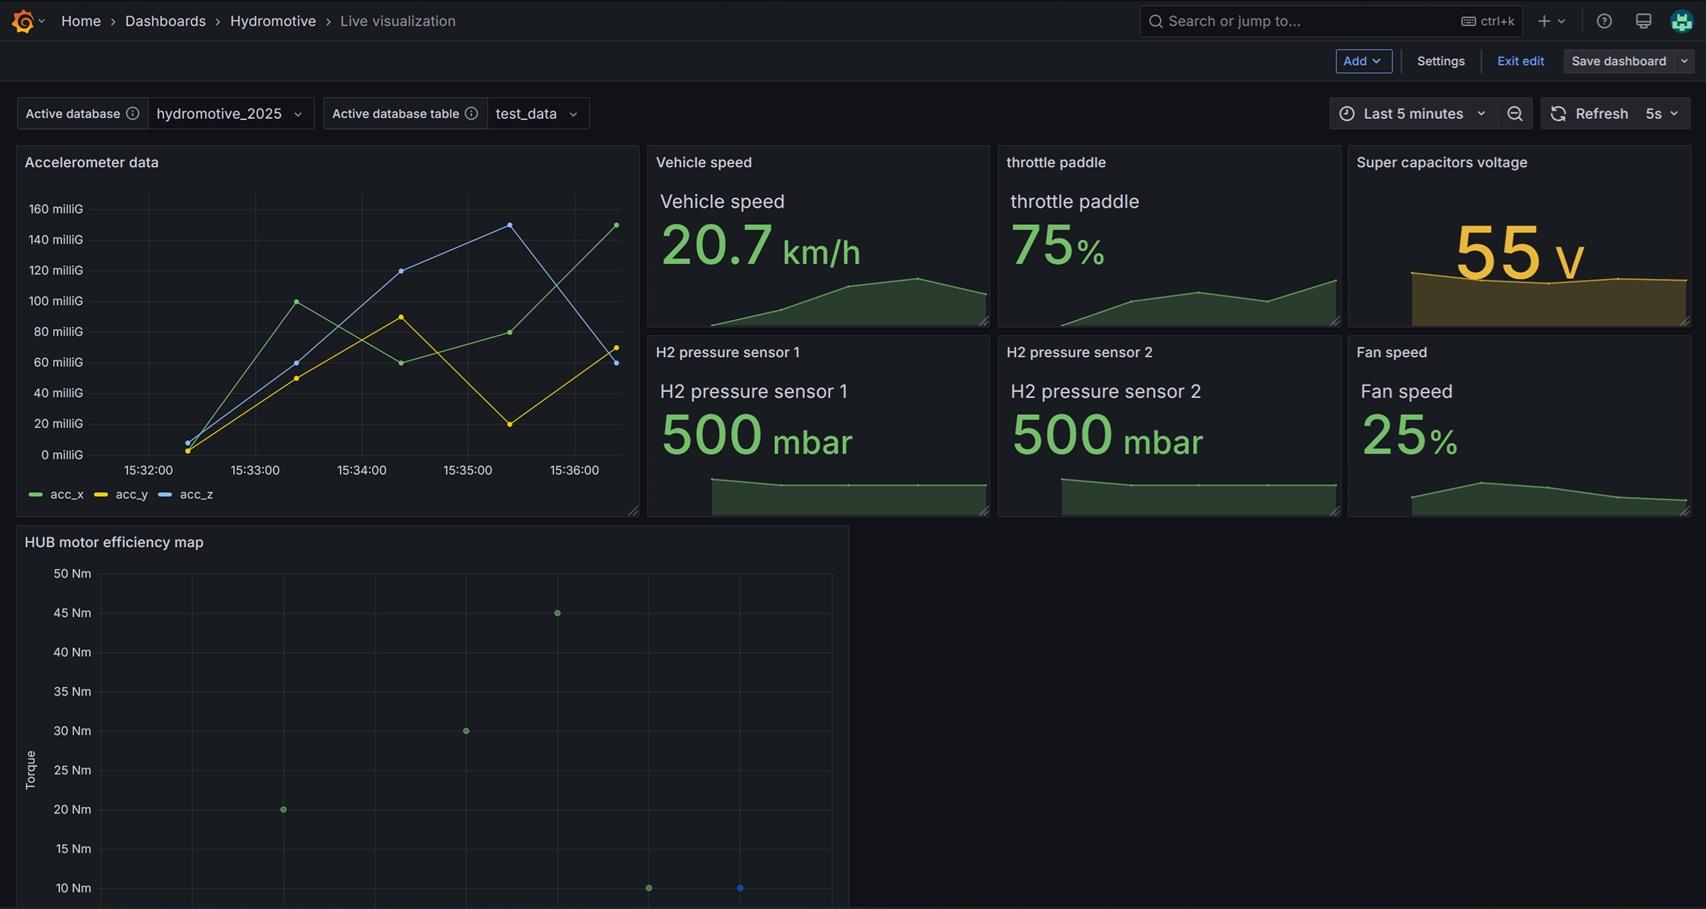 Home › Dashboards › Hydromotive › Live visualization
Search or jump to...
ctrl+k
Add
Settings
Exit edit
Save dashboard
Active database
hydromotive_2025
Active database table
test_data
Last 5 minutes
Refresh
5s
Accelerometer data
160 milliG
140 milliG
120 milliG
100 milliG
80 milliG
60 milliG
40 milliG
20 milliG
0 milliG
15:32:00
15:33:00
15:34:00
15:35:00
15:36:00
acc_x
acc_y
acc_z
Vehicle speed
Vehicle speed
20.7 km/h
throttle paddle
throttle paddle
75%
Super capacitors voltage
55 V
H2 pressure sensor 1
H2 pressure sensor 1
500 mbar
H2 pressure sensor 2
H2 pressure sensor 2
500 mbar
Fan speed
Fan speed
25%
HUB motor efficiency map
Torque
50 Nm
45 Nm
40 Nm
35 Nm
30 Nm
25 Nm
20 Nm
15 Nm
10 Nm